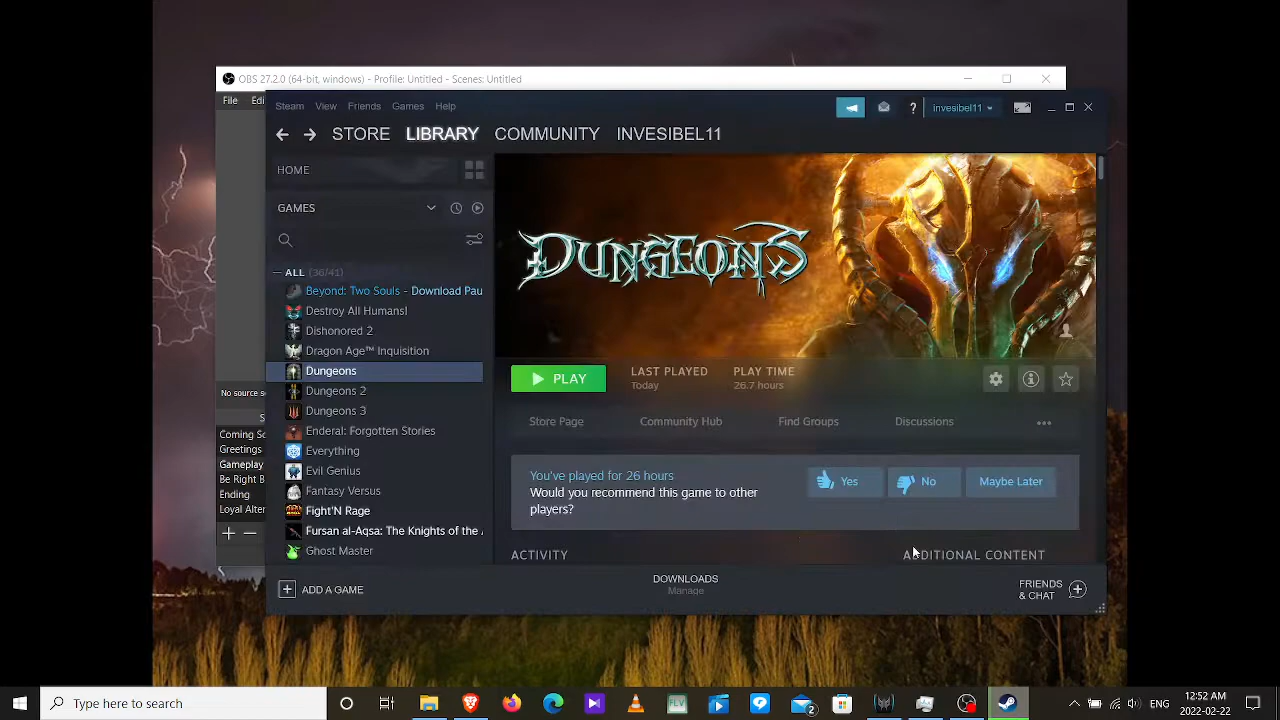 OBS 27.2.0 (64-bit, windows) - Profile: Untitled - Scenes: Untitled
File Edi
Steam View Friends Games Help
invesibel11
STORE LIBRARY COMMUNITY INVESIBEL11
HOME
GAMES
ALL (36/41)
Beyond: Two Souls - Download Pau
Destroy All Humans!
Dishonored 2
Dragon Age™ Inquisition
Dungeons
Dungeons 2
Dungeons 3
Enderal: Forgotten Stories
Everything
Evil Genius
Fantasy Versus
Fight'N Rage
Fursan al-Aqsa: The Knights of the
Ghost Master
DUNGEONS
PLAY
LAST PLAYED
Today
PLAY TIME
26.7 hours
Store Page Community Hub Find Groups Discussions
You've played for 26 hours
Would you recommend this game to other
players?
Yes No Maybe Later
ACTIVITY
ADDITIONAL CONTENT
No source s
S
Coming So
Greetings
Gameplay
Be Right B
Ending
Loyal Alter
ADD A GAME
DOWNLOADS
Manage
FRIENDS
& CHAT
Type here to search
FLV
2
ENG
12:52 AM
2022-02-22